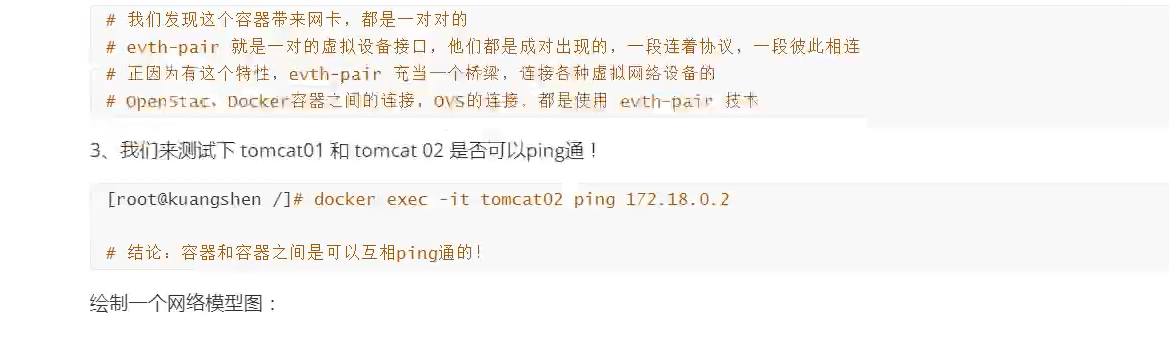 # 我们发现这个容器带来网卡，都是一对对的
# evth-pair 就是一对的虚拟设备接口，他们都是成对出现的，一段连着协议，一段彼此相连
# 正因为有这个特性，evth-pair 充当一个桥梁，连接各种虚拟网络设备的
# OpenStac、Docker容器之间的连接，OVS的连接，都是使用 evth-pair 技术
3、我们来测试下 tomcat01 和 tomcat 02 是否可以ping通！
[root@kuangshen /]# docker exec -it tomcat02 ping 172.18.0.2
# 结论：容器和容器之间是可以互相ping通的！
绘制一个网络模型图：